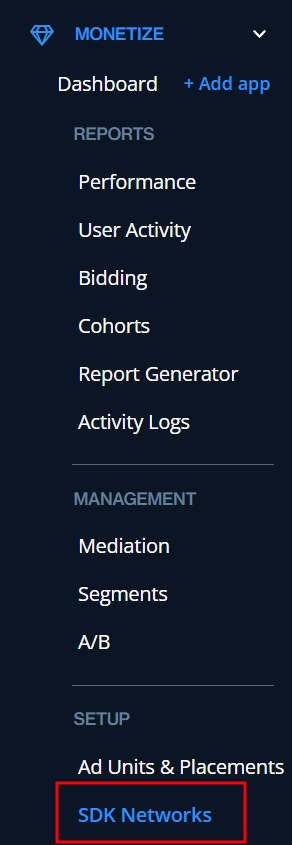 MONETIZE
Dashboard + Add app
REPORTS
Performance
User Activity
Bidding
Cohorts
Report Generator
Activity Logs
MANAGEMENT
Mediation
Segments
A/B
SETUP
Ad Units & Placements
SDK Networks